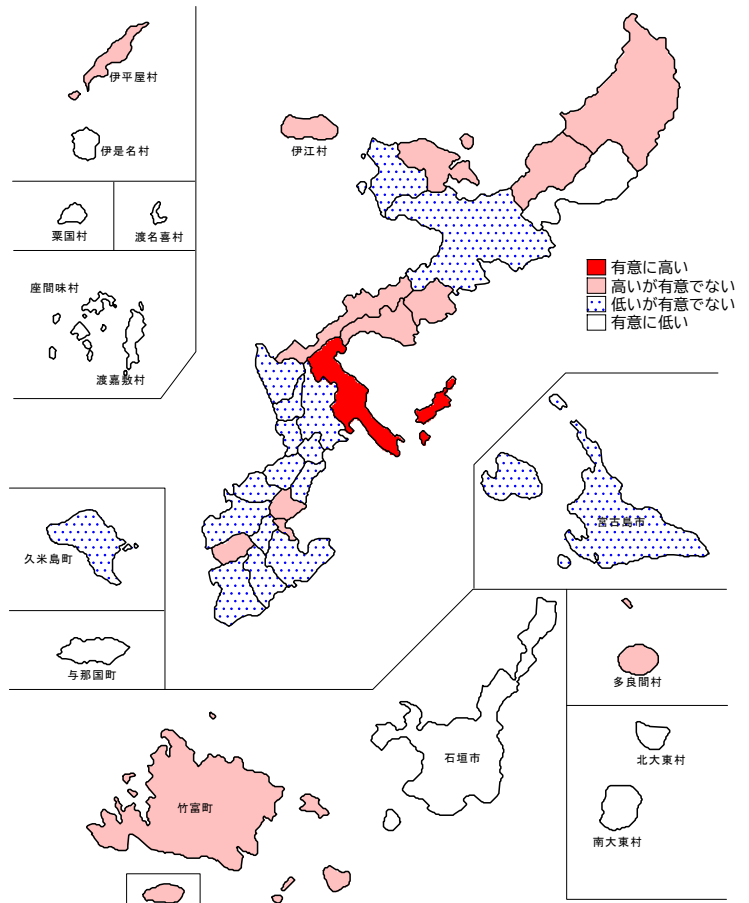 伊平屋村
伊是名村
伊江村
粟国村
渡名喜村
座間味村
渡嘉敷村
有意に高い
高いが有意でない
低いが有意でない
有意に低い
宮古島市
久米島町
与那国町
多良間村
石垣市
北大東村
竹富町
南大東村